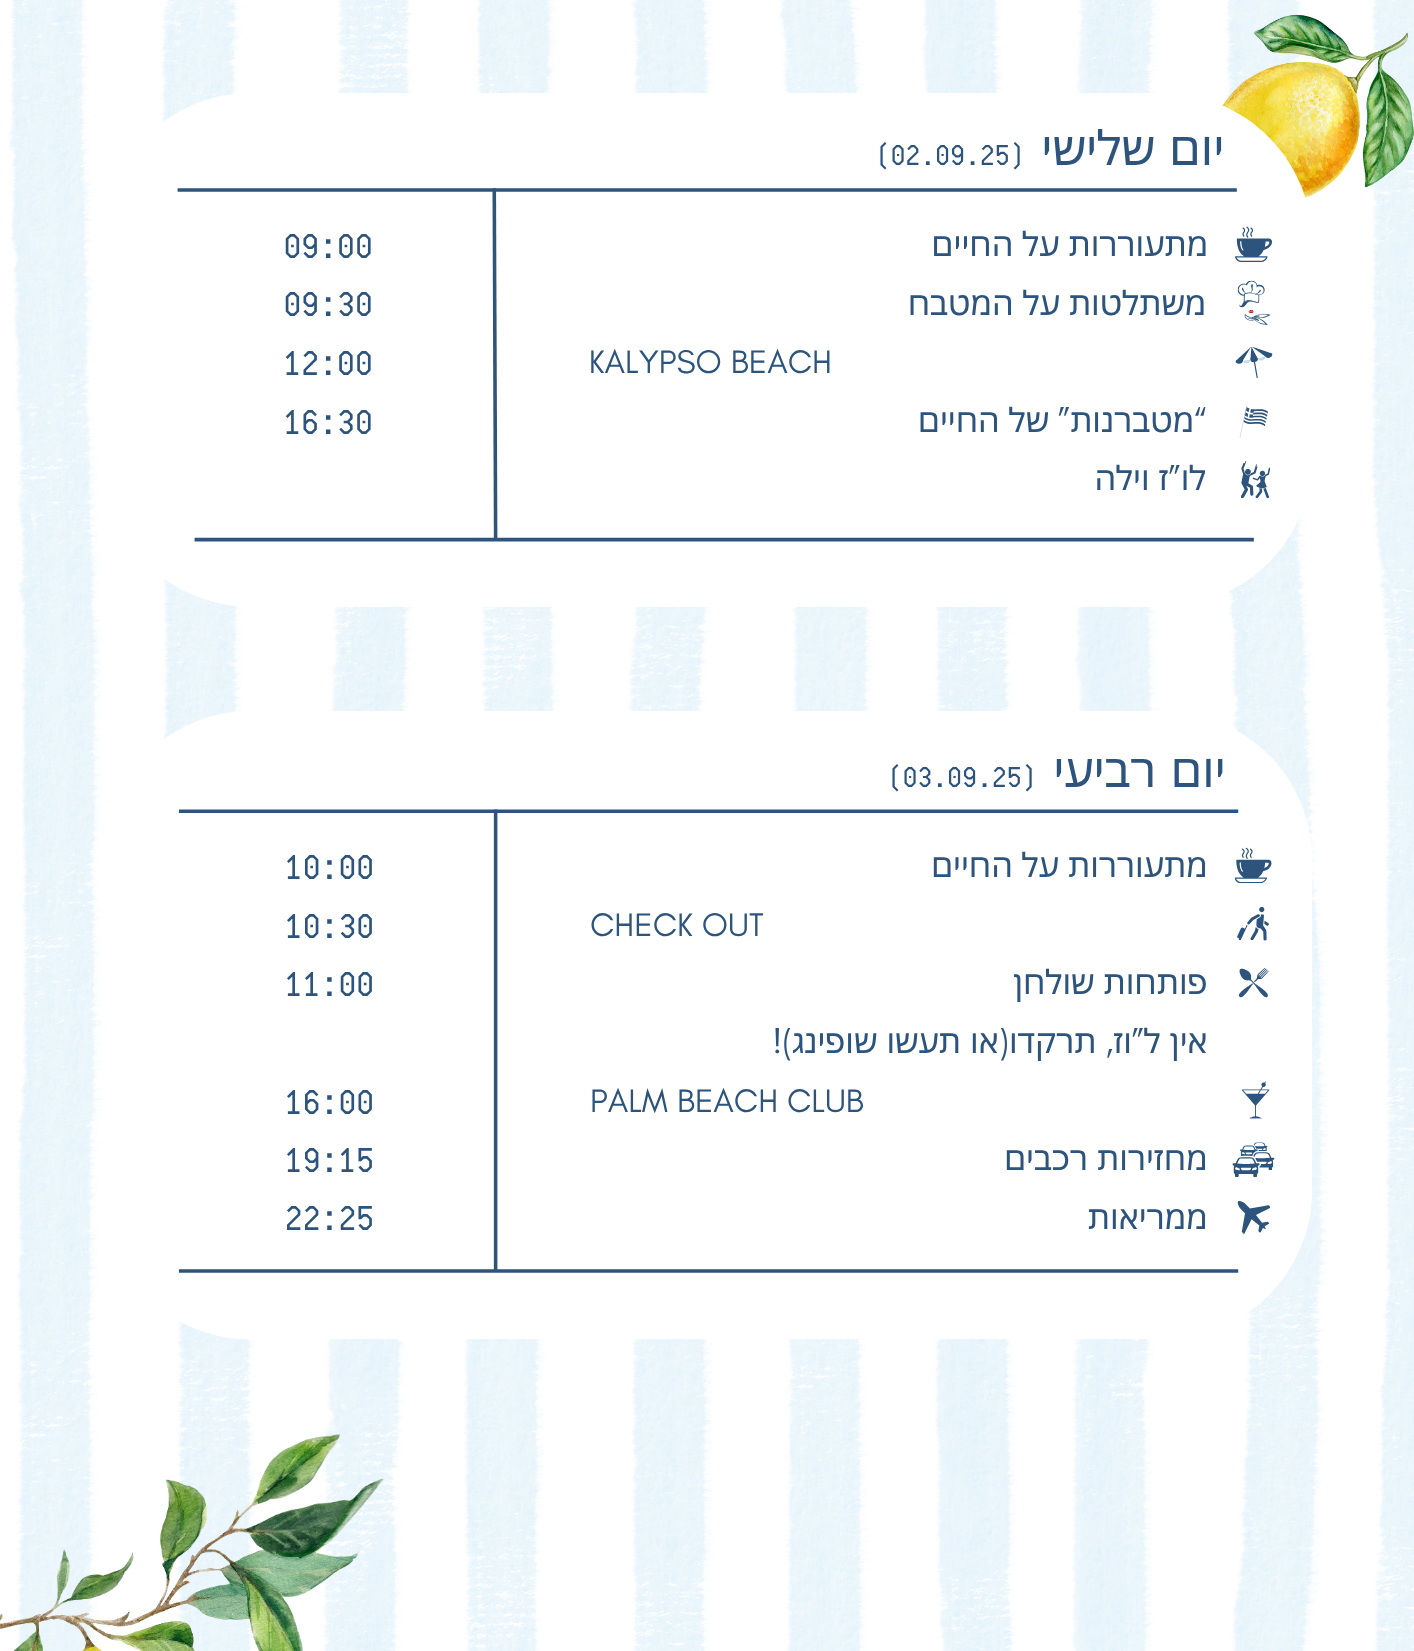 יום שלישי (02.09.25)
מתעוררות על החיים 09:00
משתלטות על המטבח 09:30
KALYPSO BEACH 12:00
“מטברנות” של החיים 16:30
לו”ז וילה
יום רביעי (03.09.25)
מתעוררות על החיים 10:00
CHECK OUT 10:30
פותחות שולחן 11:00
אין ל”וז, תרקדו(או תעשו שופינג)!
PALM BEACH CLUB 16:00
מחזירות רכבים 19:15
ממריאות 22:25